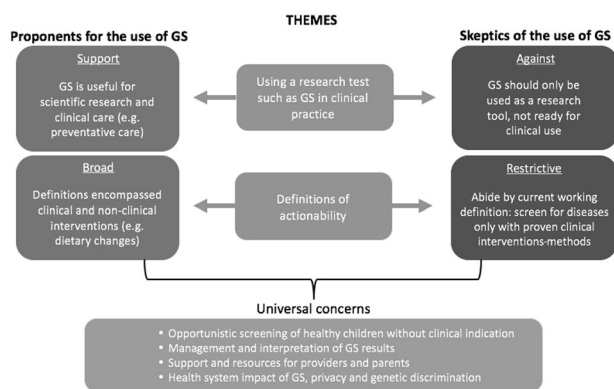 THEMES
Proponents for the use of GS
Skeptics of the use of GS
Support
GS is useful for
scientific research and
clinical care (e.g.
preventative care)
Using a research test
such as GS in clinical
practice
Against
GS should only be
used as a research
tool, not ready for
clinical use
Broad
Definitions encompassed
clinical and non-clinical
interventions (e.g.
dietary changes)
Definitions of
actionability
Restrictive
Abide by current working
definition: screen for diseases
only with proven clinical
interventions-methods
Universal concerns
• Opportunistic screening of healthy children without clinical indication
• Management and interpretation of GS results
• Support and resources for providers and parents
• Health system impact of GS, privacy and genetic discrimination